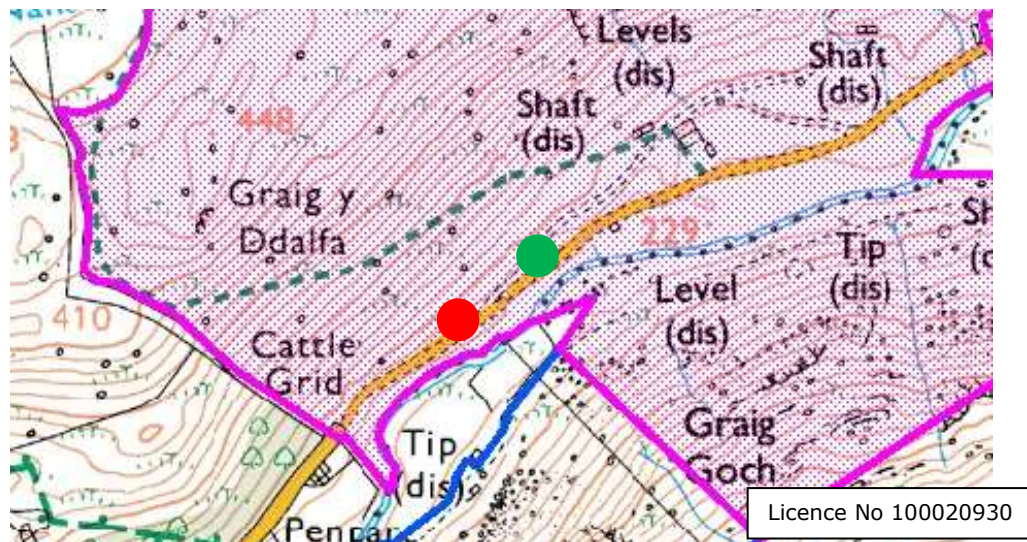 Levels
(dis)
Shaft
(dis)
Shaft
(dis)
448
Graig y
Ddalfa
229
Tip
(dis)
Level
(dis)
410
Cattle
Grid
Graig
Goch
Tip
(dis)
Licence No 100020930